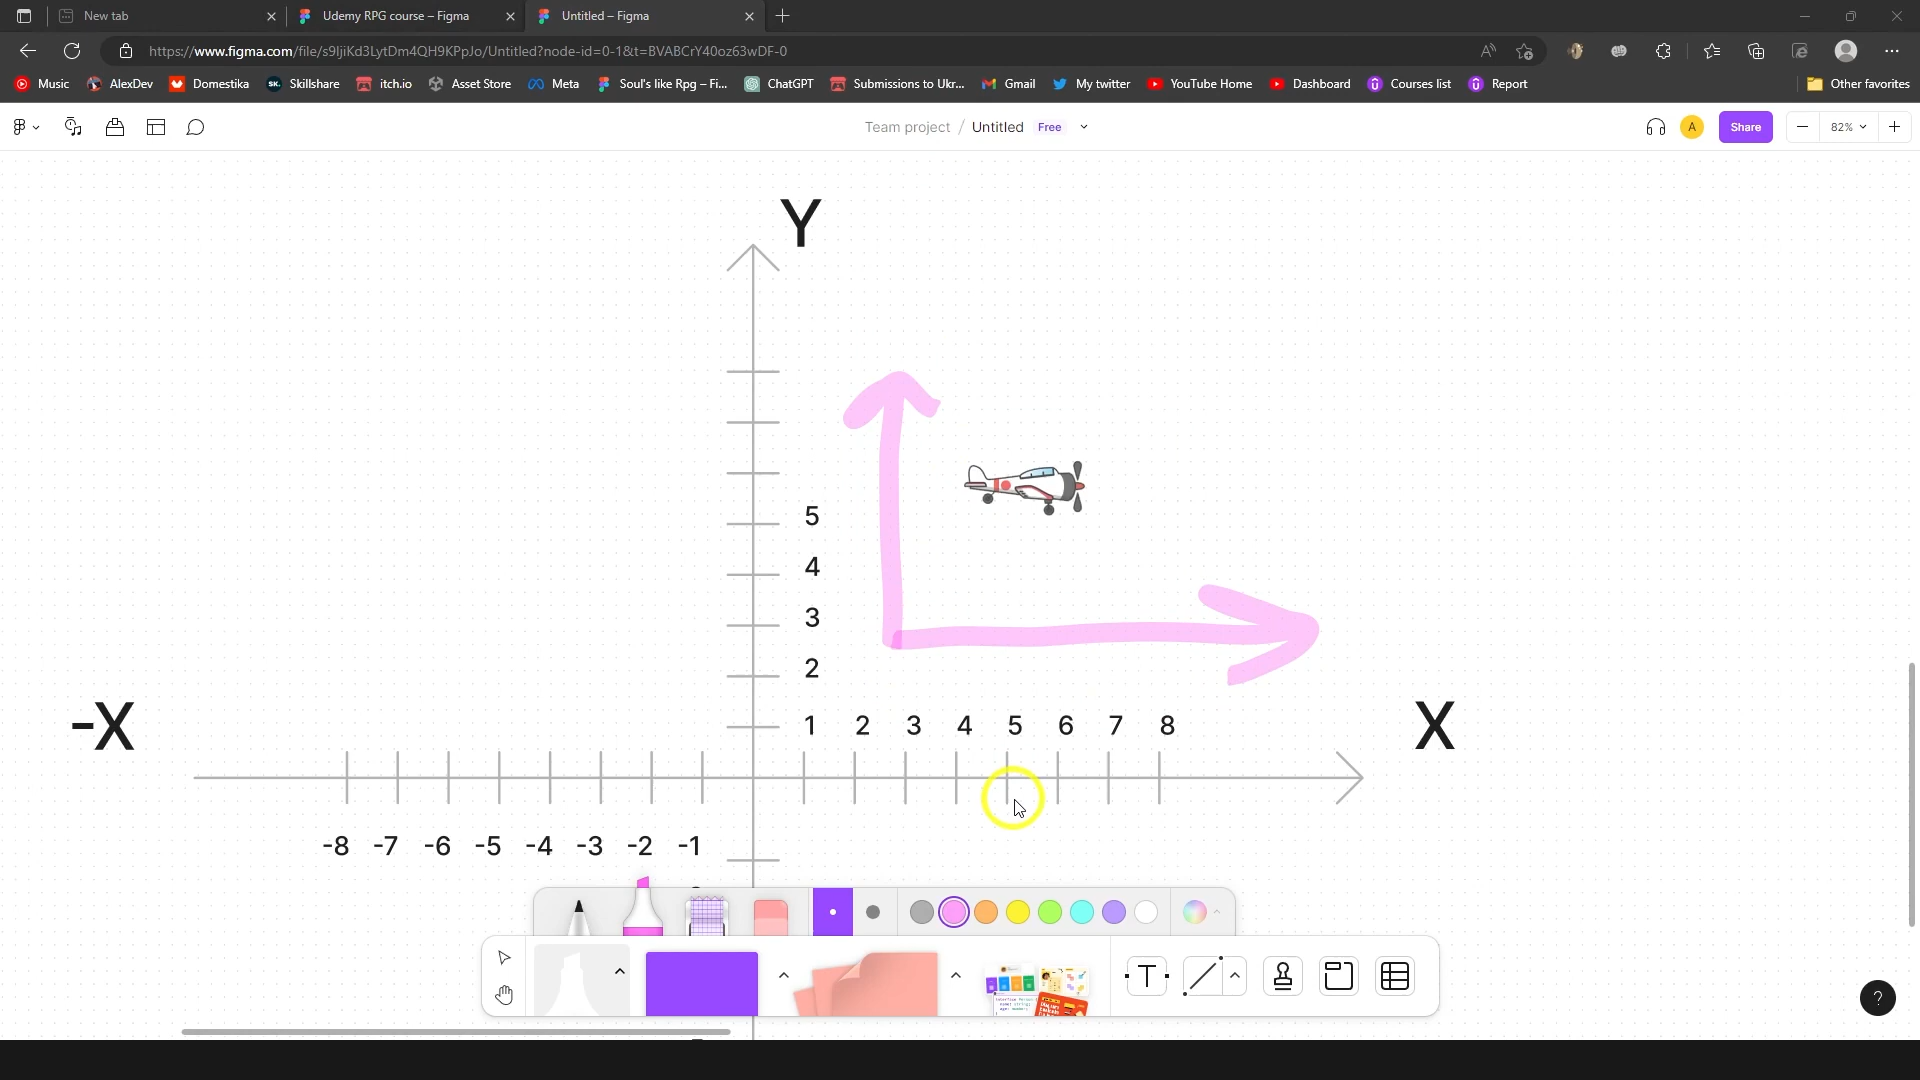 New tab
Udemy RPG course – Figma
Untitled – Figma
https://www.figma.com/file/s9ljiKd3LytDm4QH9KPpJo/Untitled?node-id=0-1&t=BVABCrY40oz63wDF-0
Music
AlexDev
Domestika
Skillshare
itch.io
Asset Store
Meta
Soul's like Rpg – Fi...
ChatGPT
Submissions to Ukr...
Gmail
My twitter
YouTube Home
Dashboard
Courses list
Report
Other favorites
Team project / Untitled Free
A
Share
82%
Y
5
4
3
2
-X
1 2 3 4 5 6 7 8
X
-8 -7 -6 -5 -4 -3 -2 -1
T
?